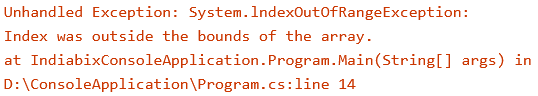 Unhandled Exception: System.lndexOutOfRangeException:
Index was outside the bounds of the array.
at IndiabixConsoleApplication.Program.Main(String[] args) in
D:\ConsoleApplication\Program.cs:line 14